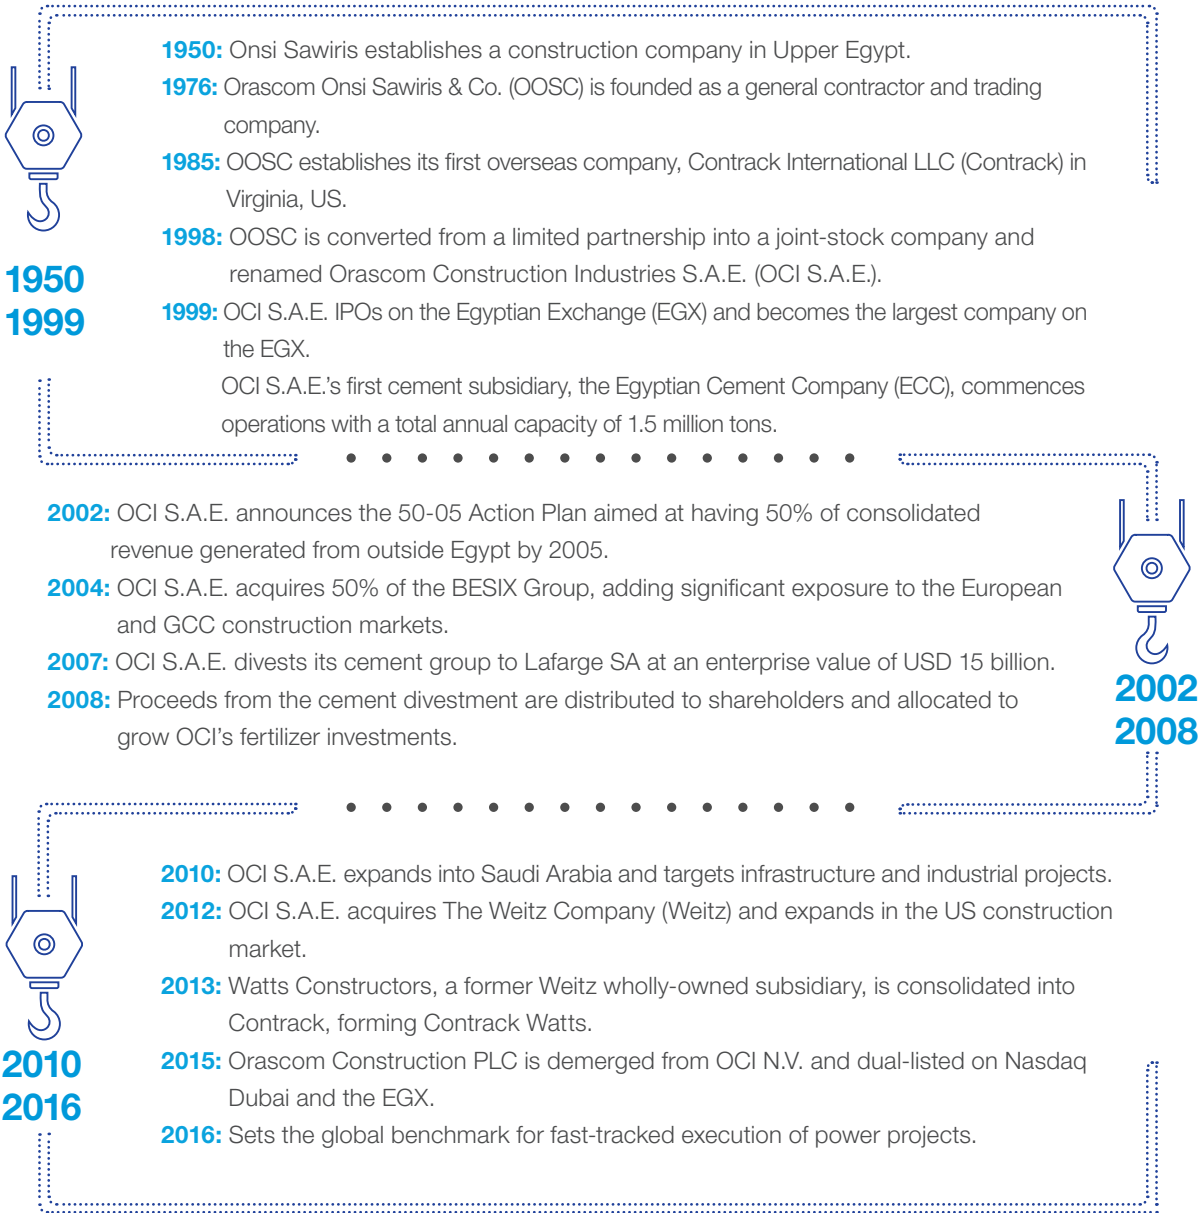 1950: Onsi Sawiris establishes a construction company in Upper Egypt.
1976: Orascom Onsi Sawiris & Co. (OOSC) is founded as a general contractor and trading
company.
1985: OOSC establishes its first overseas company, Contrack International LLC (Contrack) in
Virginia, US.
1998: OOSC is converted from a limited partnership into a joint-stock company and
renamed Orascom Construction Industries S.A.E. (OCI S.A.E.).
1999: OCI S.A.E. IPOs on the Egyptian Exchange (EGX) and becomes the largest company on
the EGX.
OCI S.A.E.'s first cement subsidiary, the Egyptian Cement Company (ECC), commences
operations with a total annual capacity of 1.5 million tons.
1950
1999
2002: OCI S.A.E. announces the 50-05 Action Plan aimed at having 50% of consolidated
revenue generated from outside Egypt by 2005.
2004: OCI S.A.E. acquires 50% of the BESIX Group, adding significant exposure to the European
and GCC construction markets.
2007: OCI S.A.E. divests its cement group to Lafarge SA at an enterprise value of USD 15 billion.
2008: Proceeds from the cement divestment are distributed to shareholders and allocated to
grow OCI's fertilizer investments.
2002
2008
2010: OCI S.A.E. expands into Saudi Arabia and targets infrastructure and industrial projects.
2012: OCI S.A.E. acquires The Weitz Company (Weitz) and expands in the US construction
market.
2013: Watts Constructors, a former Weitz wholly-owned subsidiary, is consolidated into
Contrack, forming Contrack Watts.
2015: Orascom Construction PLC is demerged from OCI N.V. and dual-listed on Nasdaq
Dubai and the EGX.
2016: Sets the global benchmark for fast-tracked execution of power projects.
2010
2016